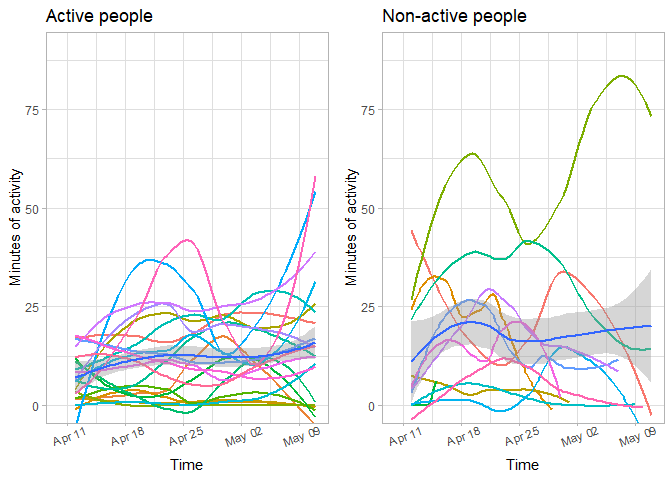 Active people
Non-active people
Minutes of activity
75
50
25
0
Apr 11
Apr 18
Apr 25
May 02
May 09
Time
Minutes of activity
75
50
25
0
Apr 11
Apr 18
Apr 25
May 02
May 09
Time